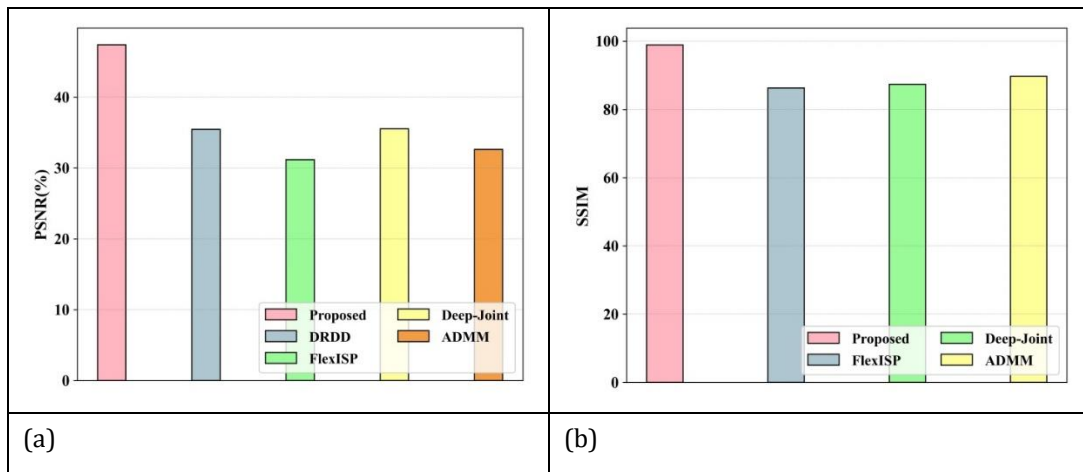 PSNR(%)
40
30
20
10
0
Proposed
DRDD
FlexISP
Deep-Joint
ADMM
SSIM
100
80
60
40
20
0
Proposed
FlexISP
Deep-Joint
ADMM
(a)
(b)